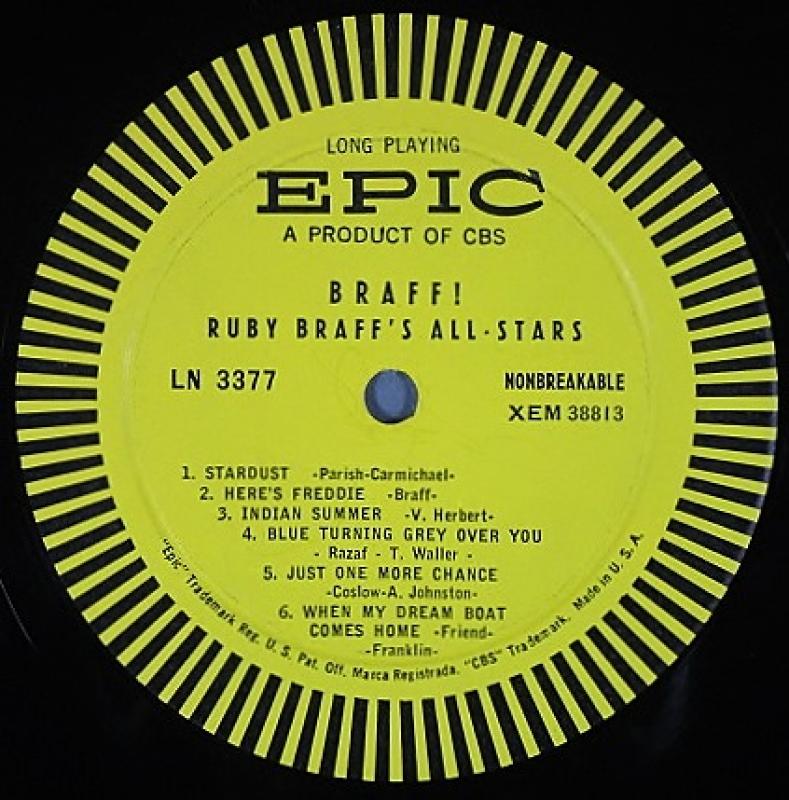 LONG PLAYING
EPIC
A PRODUCT OF CBS
BRAFF!
RUBY BRAFF'S ALL-STARS
LN 3377
NONBREAKABLE
XEM 38813
1. STARDUST -Parish-Carmichael-
2. HERE'S FREDDIE -Braff-
3. INDIAN SUMMER -V. Herbert-
4. BLUE TURNING GREY OVER YOU
- Razaf - T. Waller -
5. JUST ONE MORE CHANCE
-Coslow-A. Johnston-
6. WHEN MY DREAM BOAT
COMES HOME -Friend-
-Franklin-
"Epic" Trademark Reg. U. S. Pat. Off. Marca Registrada. "CBS" Trademark. Made in U. S. A.